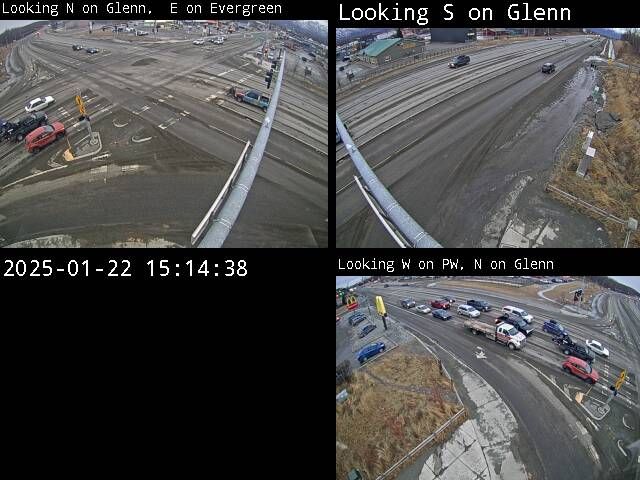 Looking N on Glenn,  E on Evergreen
Looking S on Glenn
2025-01-22 15:14:38
Looking W on PW, N on Glenn